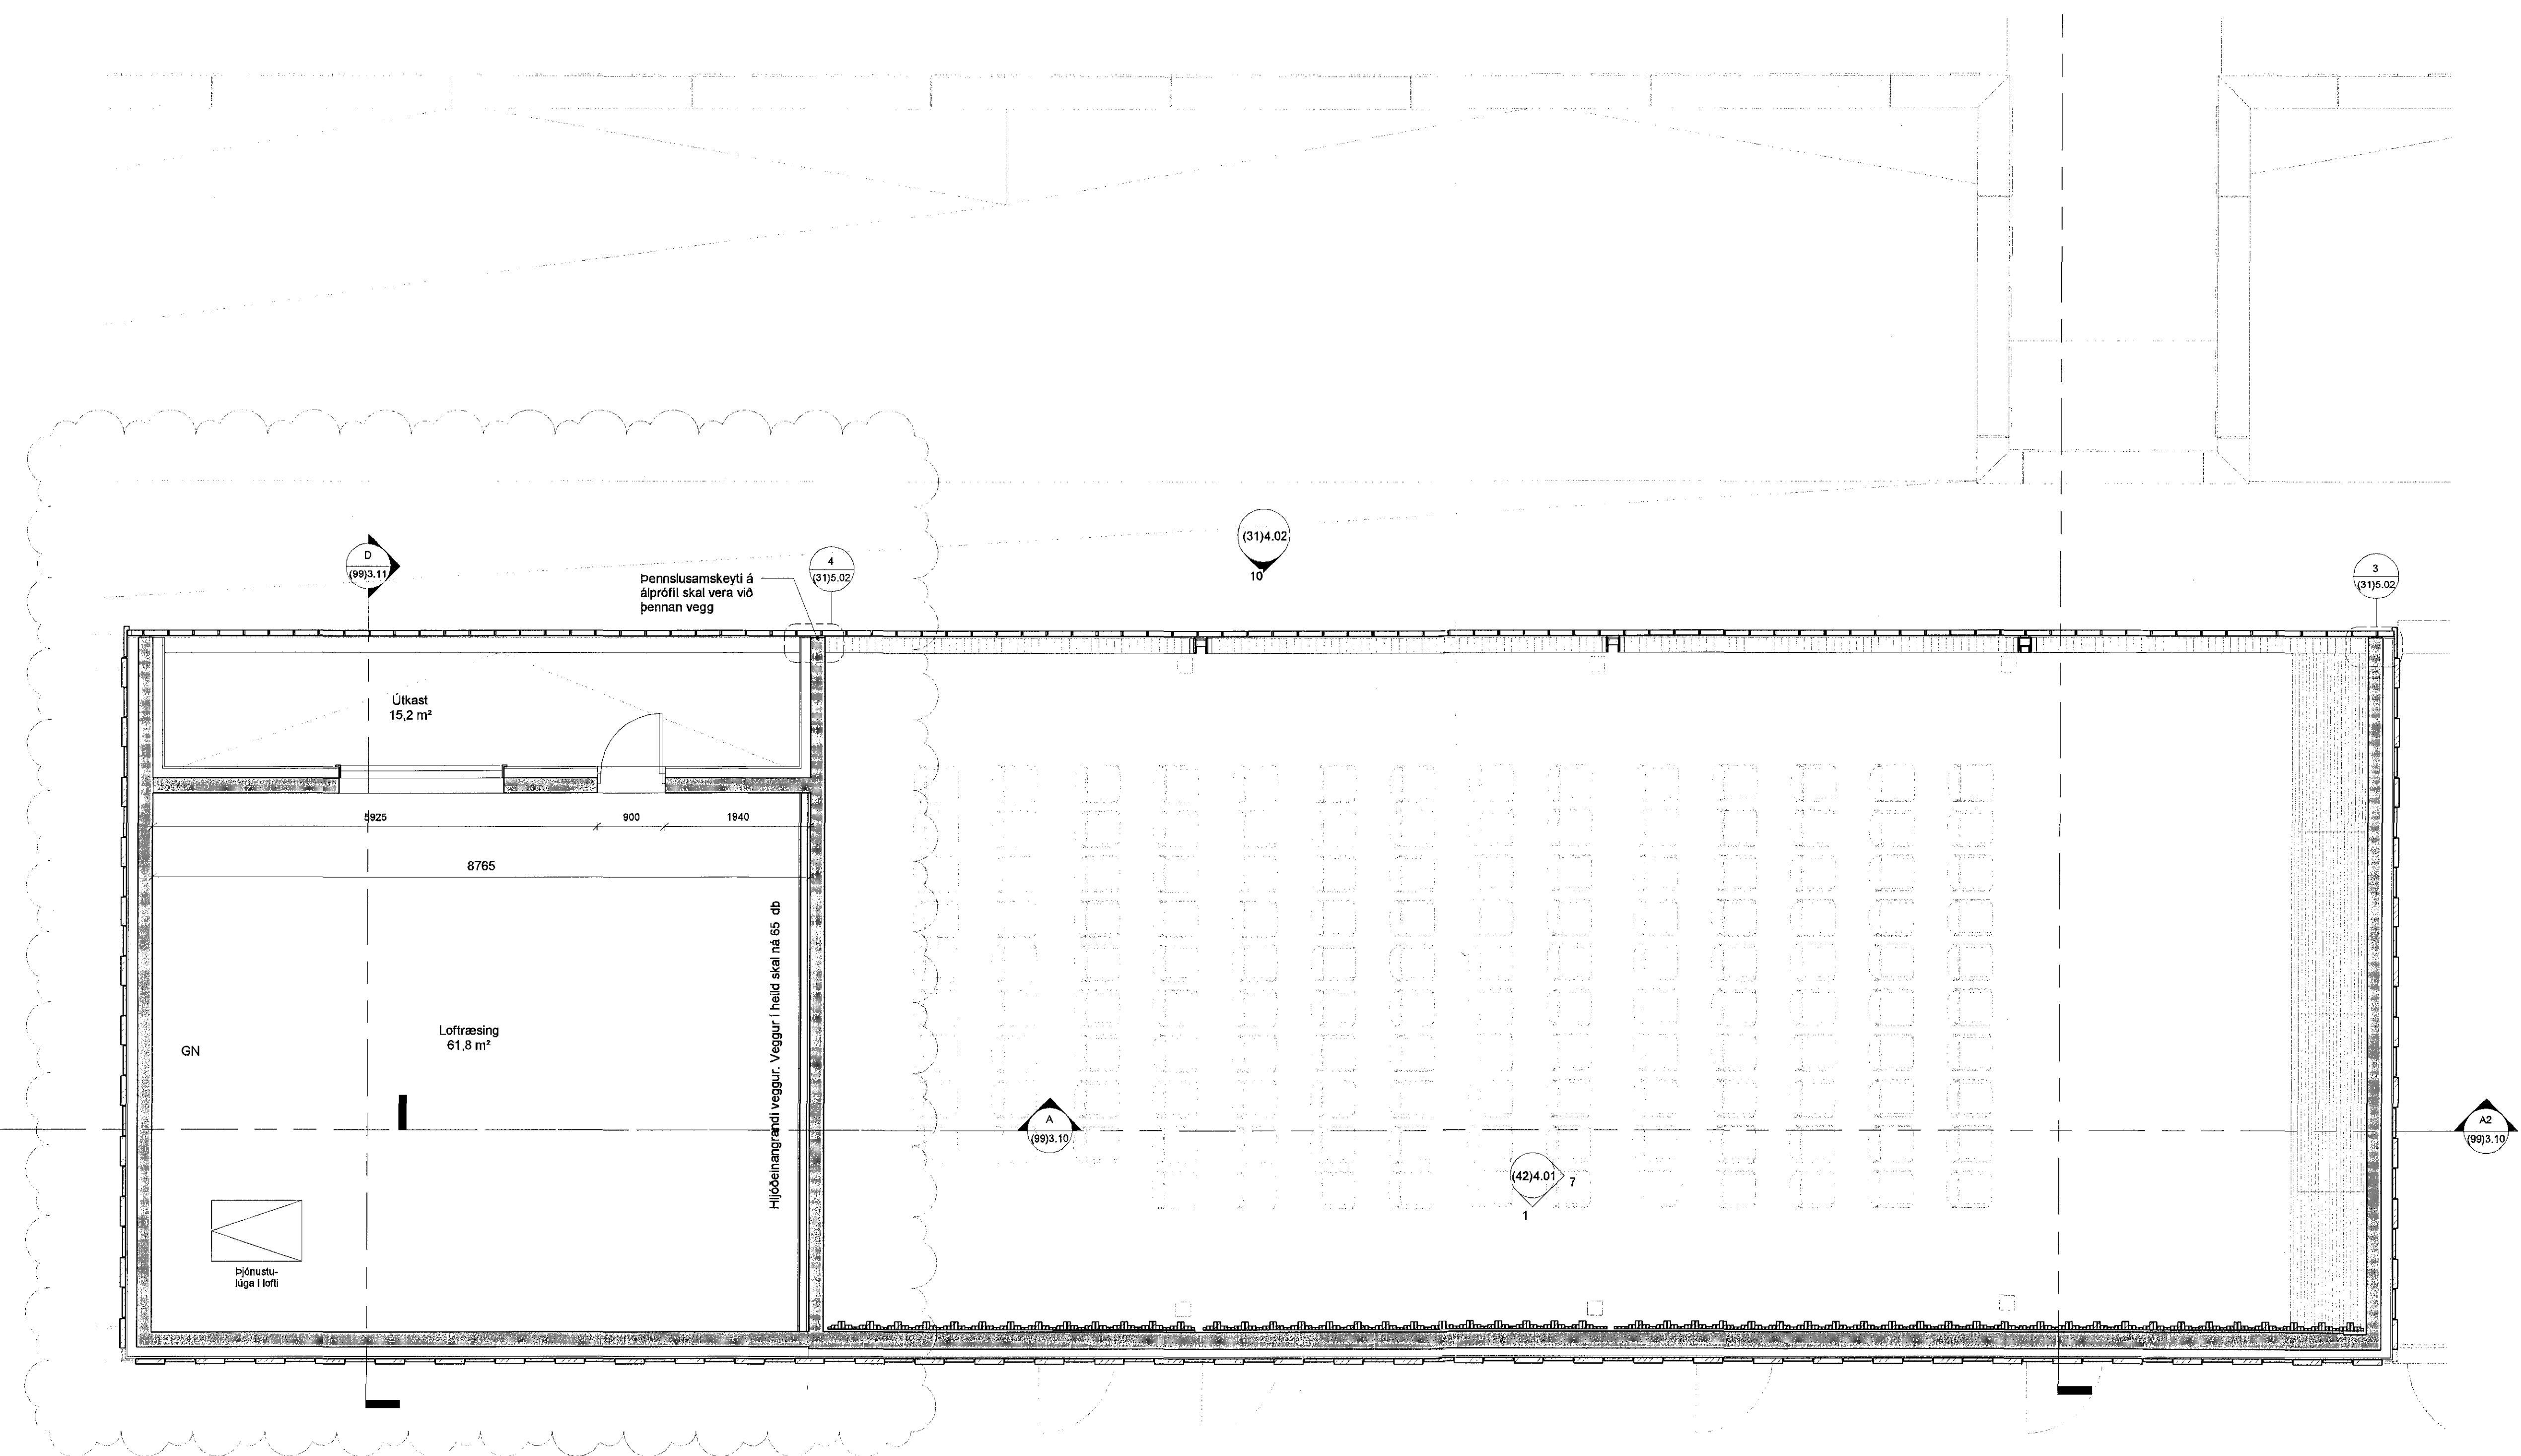 (31)4.02
10
D
(99)3.11
4
(31)5.02
3
(31)5.02
Þennslusamskeyti á
álprófíl skal vera við
þennan vegg
Útkast
15,2 m²
5925
900
1940
8765
Hljóðeinangrandi veggur. Veggur í heild skal ná 65 db
Loftræsing
61,8 m²
GN
A
(99)3.10
A2
(99)3.10
(42)4.01
7
1
Þjónustu-
lúga í lofti